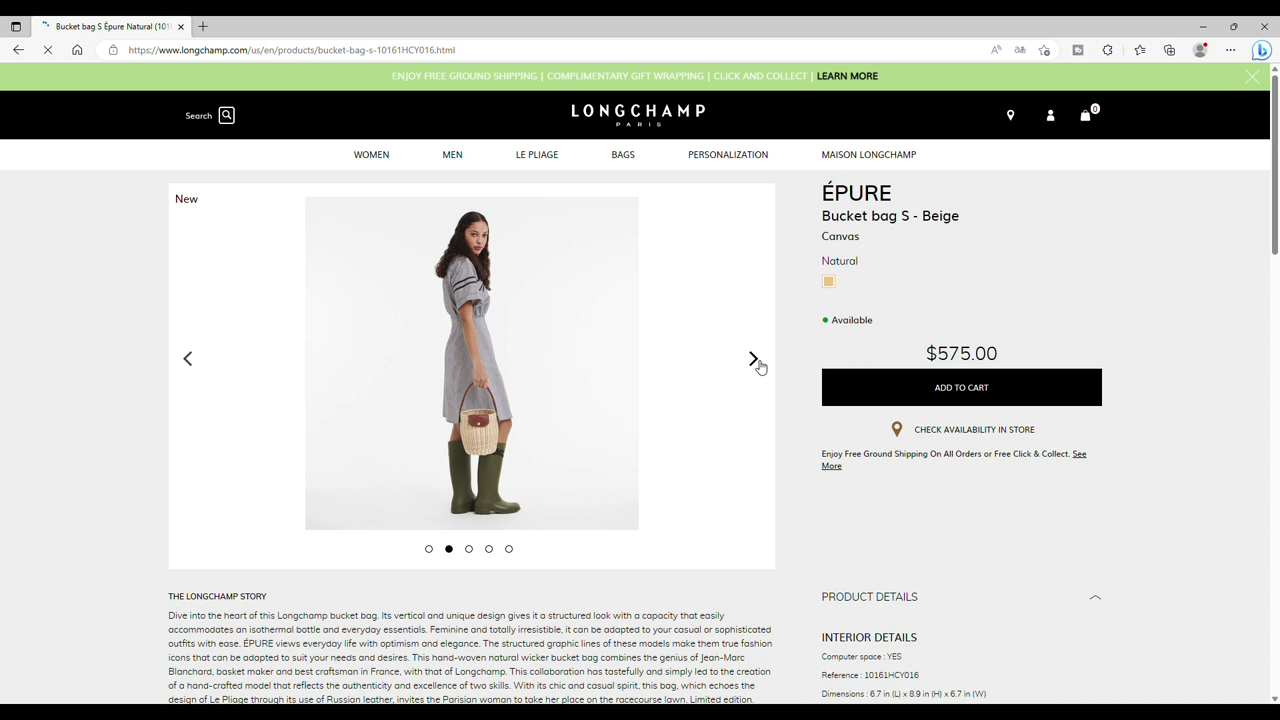 Bucket bag S Épure Natural (101
https://www.longchamp.com/us/en/products/bucket-bag-s-10161HCY016.html
ENJOY FREE GROUND SHIPPING | COMPLIMENTARY GIFT WRAPPING | CLICK AND COLLECT | LEARN MORE
Search
LONGCHAMP
PARIS
0
WOMEN MEN LE PLIAGE BAGS PERSONALIZATION MAISON LONGCHAMP
New
ÉPURE
Bucket bag S - Beige
Canvas
Natural
Available
$575.00
ADD TO CART
CHECK AVAILABILITY IN STORE
Enjoy Free Ground Shipping On All Orders or Free Click & Collect. See
More
THE LONGCHAMP STORY
Dive into the heart of this Longchamp bucket bag. Its vertical and unique design gives it a structured look with a capacity that easily
accommodates an isothermal bottle and everyday essentials. Feminine and totally irresistible, it can be adapted to your casual or sophisticated
outfits with ease. ÉPURE views everyday life with optimism and elegance. The structured graphic lines of these models make them true fashion
icons that can be adapted to suit your needs and desires. This hand-woven natural wicker bucket bag combines the genius of Jean-Marc
Blanchard, basket maker and best craftsman in France, with that of Longchamp. This collaboration has tastefully and simply led to the creation
of a hand-crafted model that reflects the authenticity and excellence of two skills. With its chic and casual spirit, this bag, which echoes the
design of Le Pliage through its use of Russian leather, invites the Parisian woman to take her place on the racecourse lawn. Limited edition.
PRODUCT DETAILS
INTERIOR DETAILS
Computer space : YES
Reference : 10161HCY016
Dimensions : 6.7 in (L) x 8.9 in (H) x 6.7 in (W)